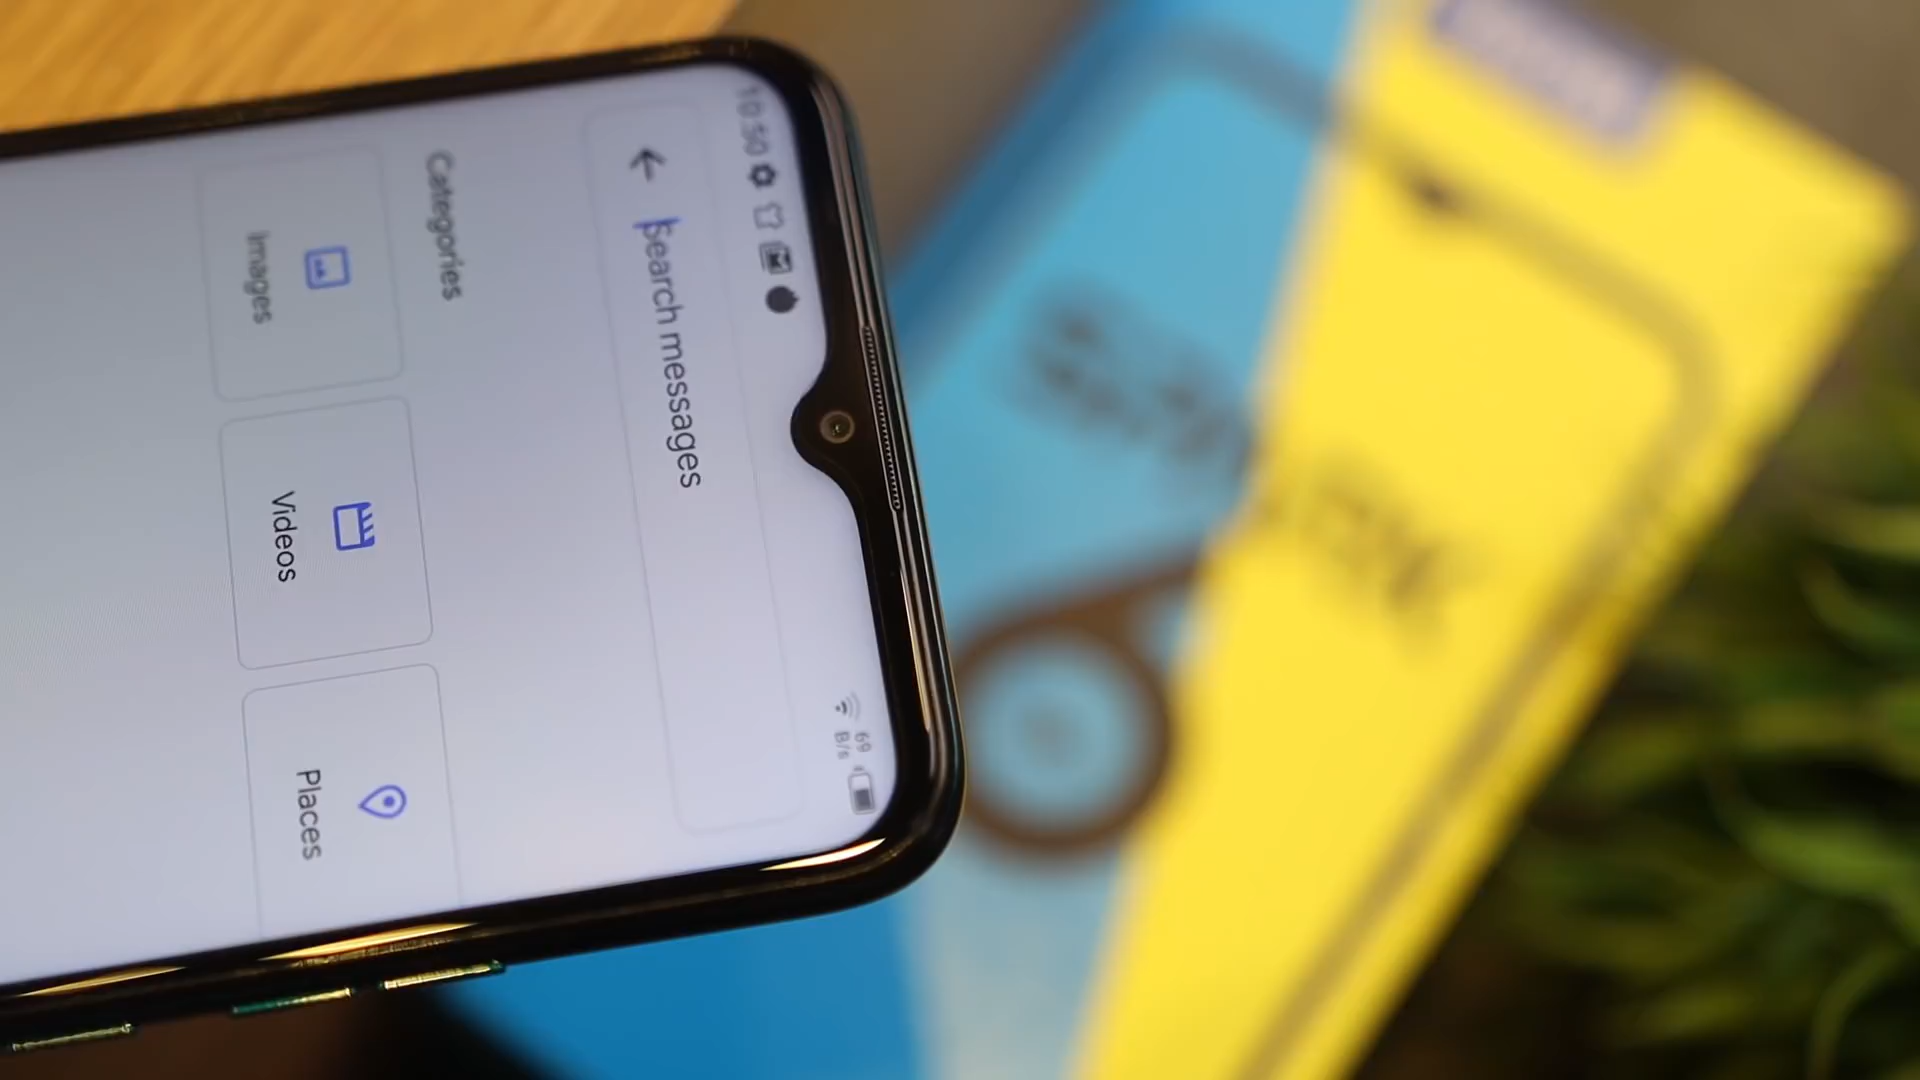 10:50
69
B/s
Search messages
Categories
Images
Videos
Places